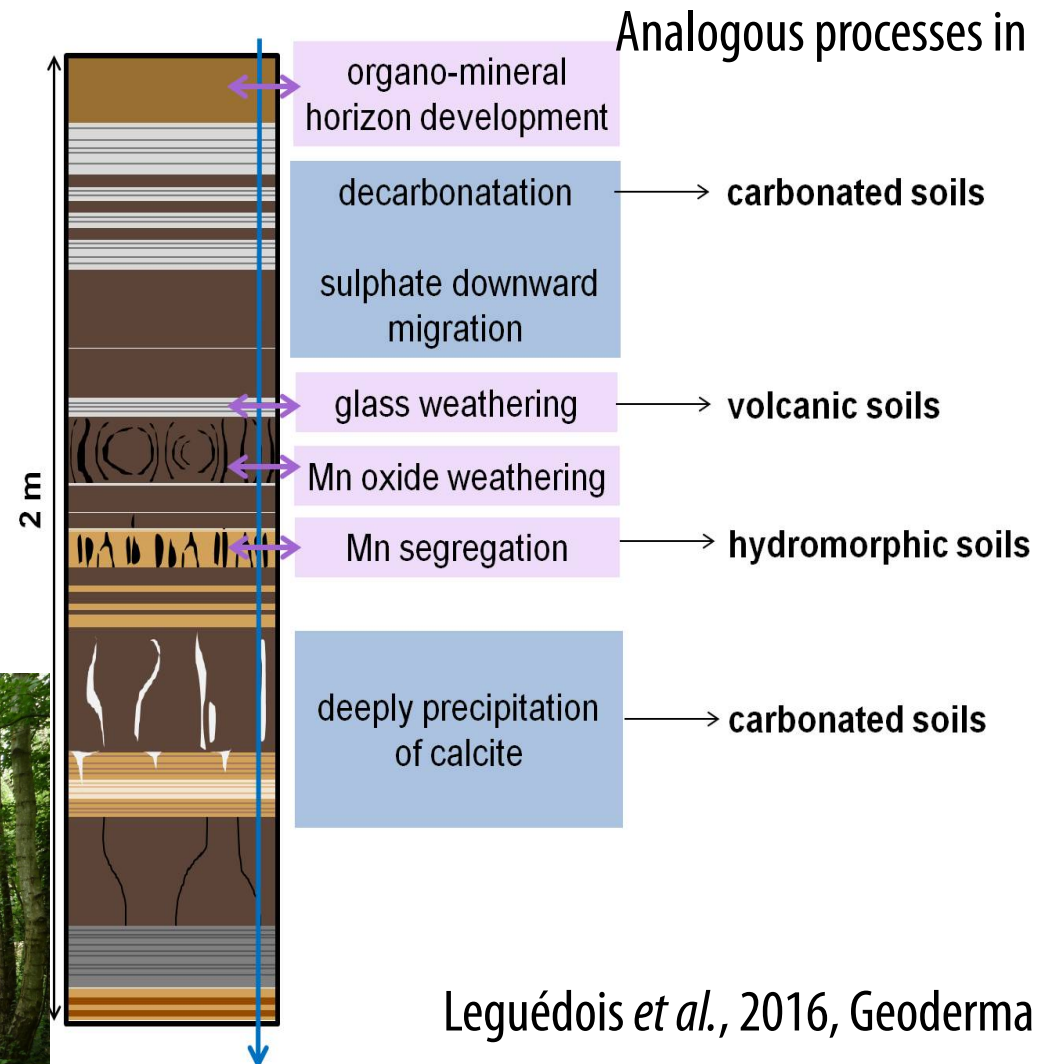 Analogous processes in
organo-mineral
horizon development
decarbonatation
carbonated soils
sulphate downward
migration
glass weathering
volcanic soils
Mn oxide weathering
2 m
Mn segregation
hydromorphic soils
deeply precipitation
of calcite
carbonated soils
Leguédois et al., 2016, Geoderma